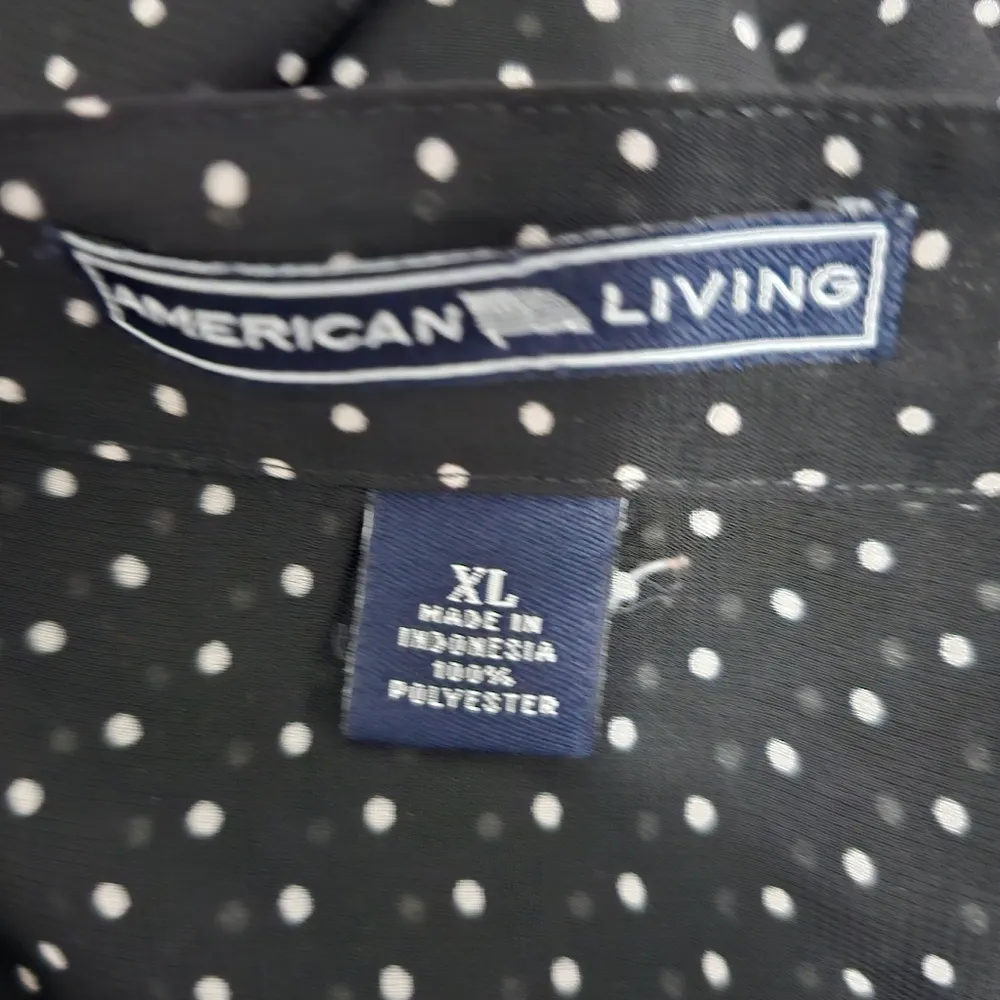 AMERICAN LIVING
XL
MADE IN
INDONESIA
100%
POLYESTER